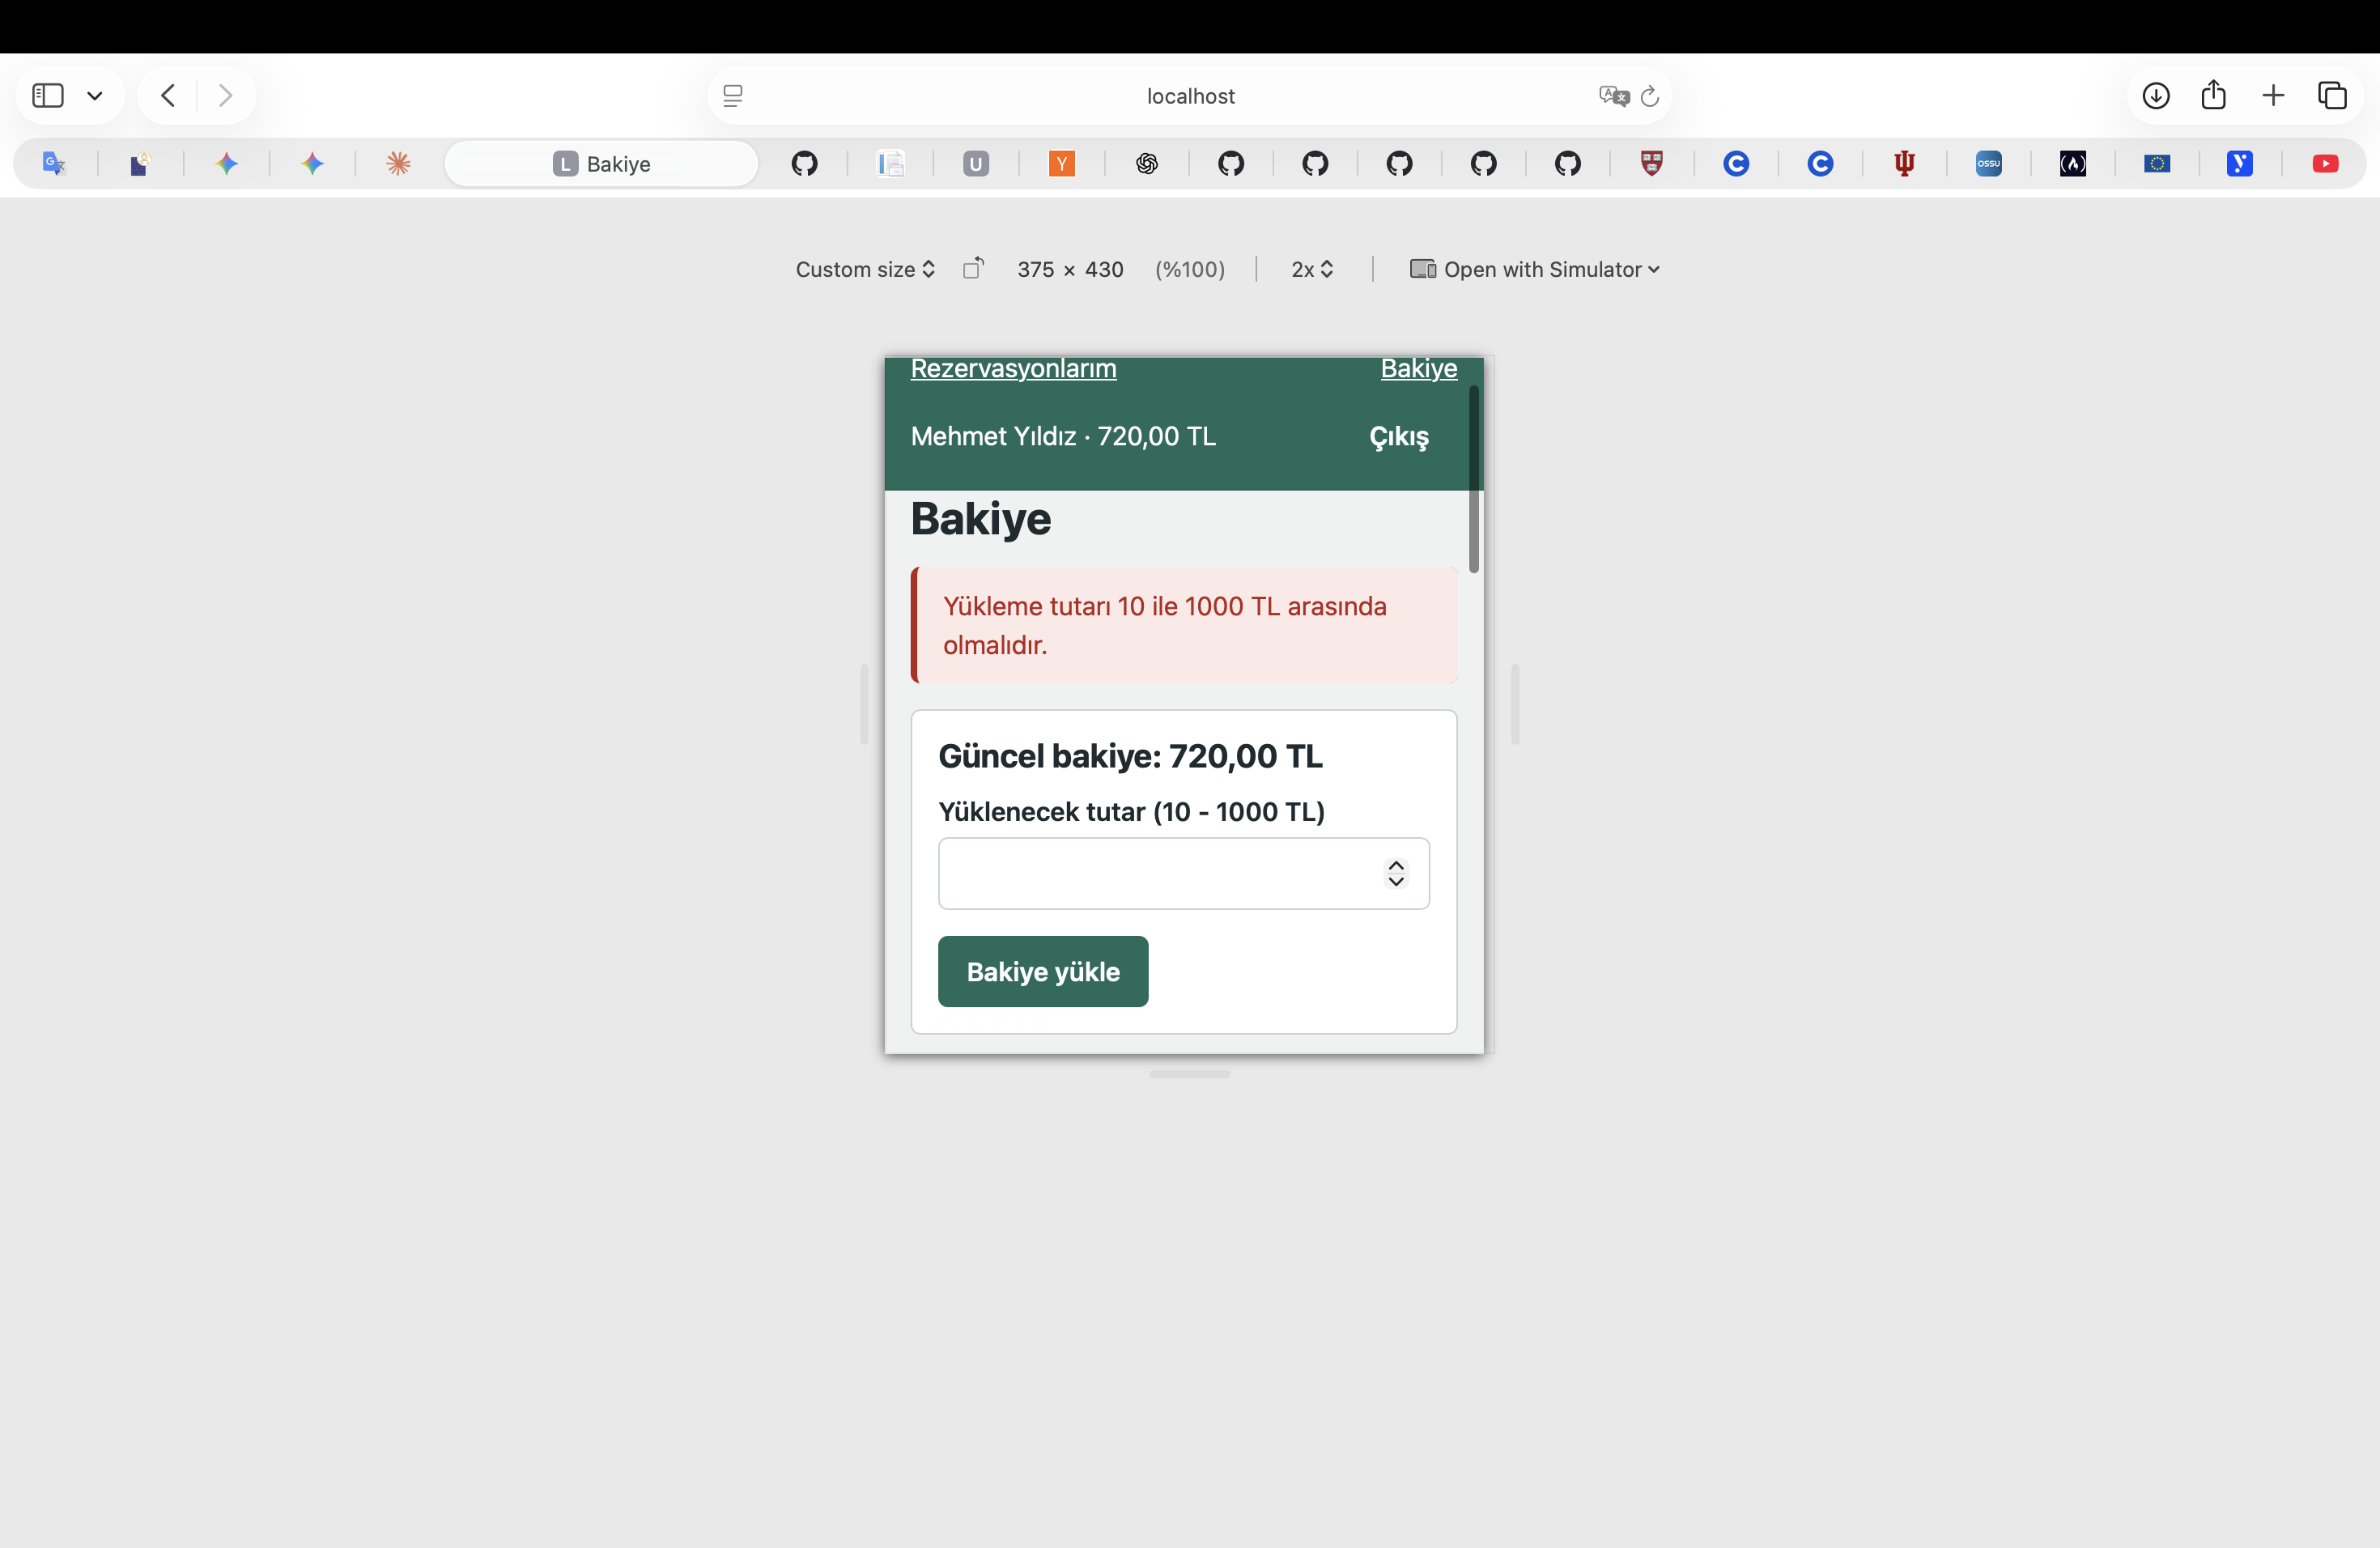 localhost
L Bakiye
U
Y
OSSU
Custom size 375 × 430 (%100) 2x Open with Simulator
Rezervasyonlarım Bakiye
Mehmet Yıldız · 720,00 TL Çıkış
Bakiye
Yükleme tutarı 10 ile 1000 TL arasında
olmalıdır.
Güncel bakiye: 720,00 TL
Yüklenecek tutar (10 - 1000 TL)
Bakiye yükle